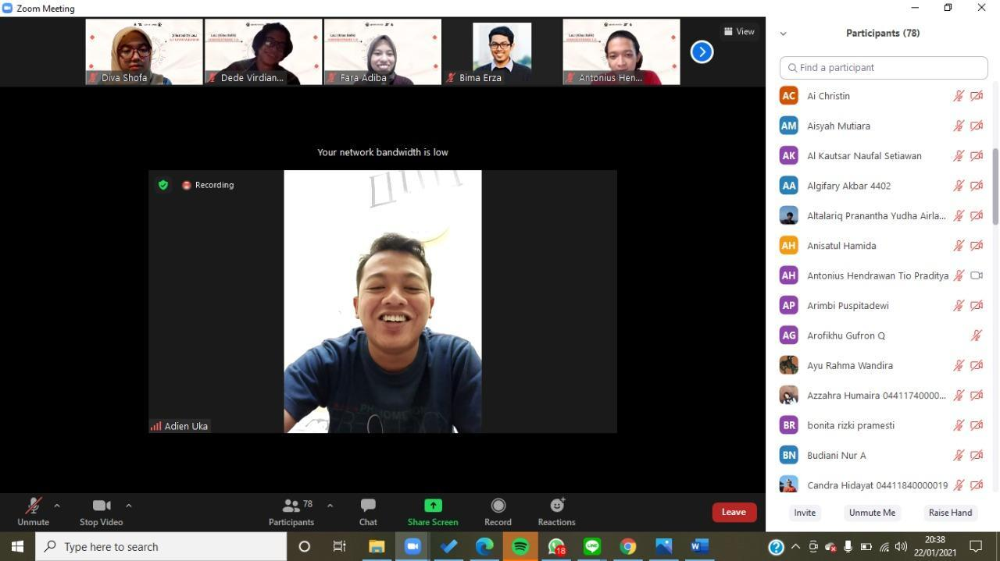 Zoom Meeting
Diva Shofa
Dede Virdian...
Fara Adiba
Bima Erza
Antonius Hen...
View
Your network bandwidth is low
Recording
Adien Uka
Participants (78)
Find a participant
AC Ai Christin
AM Aisyah Mutiara
AK Al Kautsar Naufal Setiawan
AA Algifary Akbar 4402
Altalariq Pranantha Yudha Airla...
AH Anisatul Hamida
AH Antonius Hendrawan Tio Praditya
AP Arimbi Puspitadewi
AG Arofikhu Gufron Q
Ayu Rahma Wandira
Azzahra Humaira 04411740000...
BR bonita rizki pramesti
BN Budiani Nur A
Candra Hidayat 04411840000019
Unmute
Stop Video
78
Participants
Chat
Share Screen
Record
Reactions
Leave
Invite
Unmute Me
Raise Hand
Type here to search
18
20:38
22/01/2021